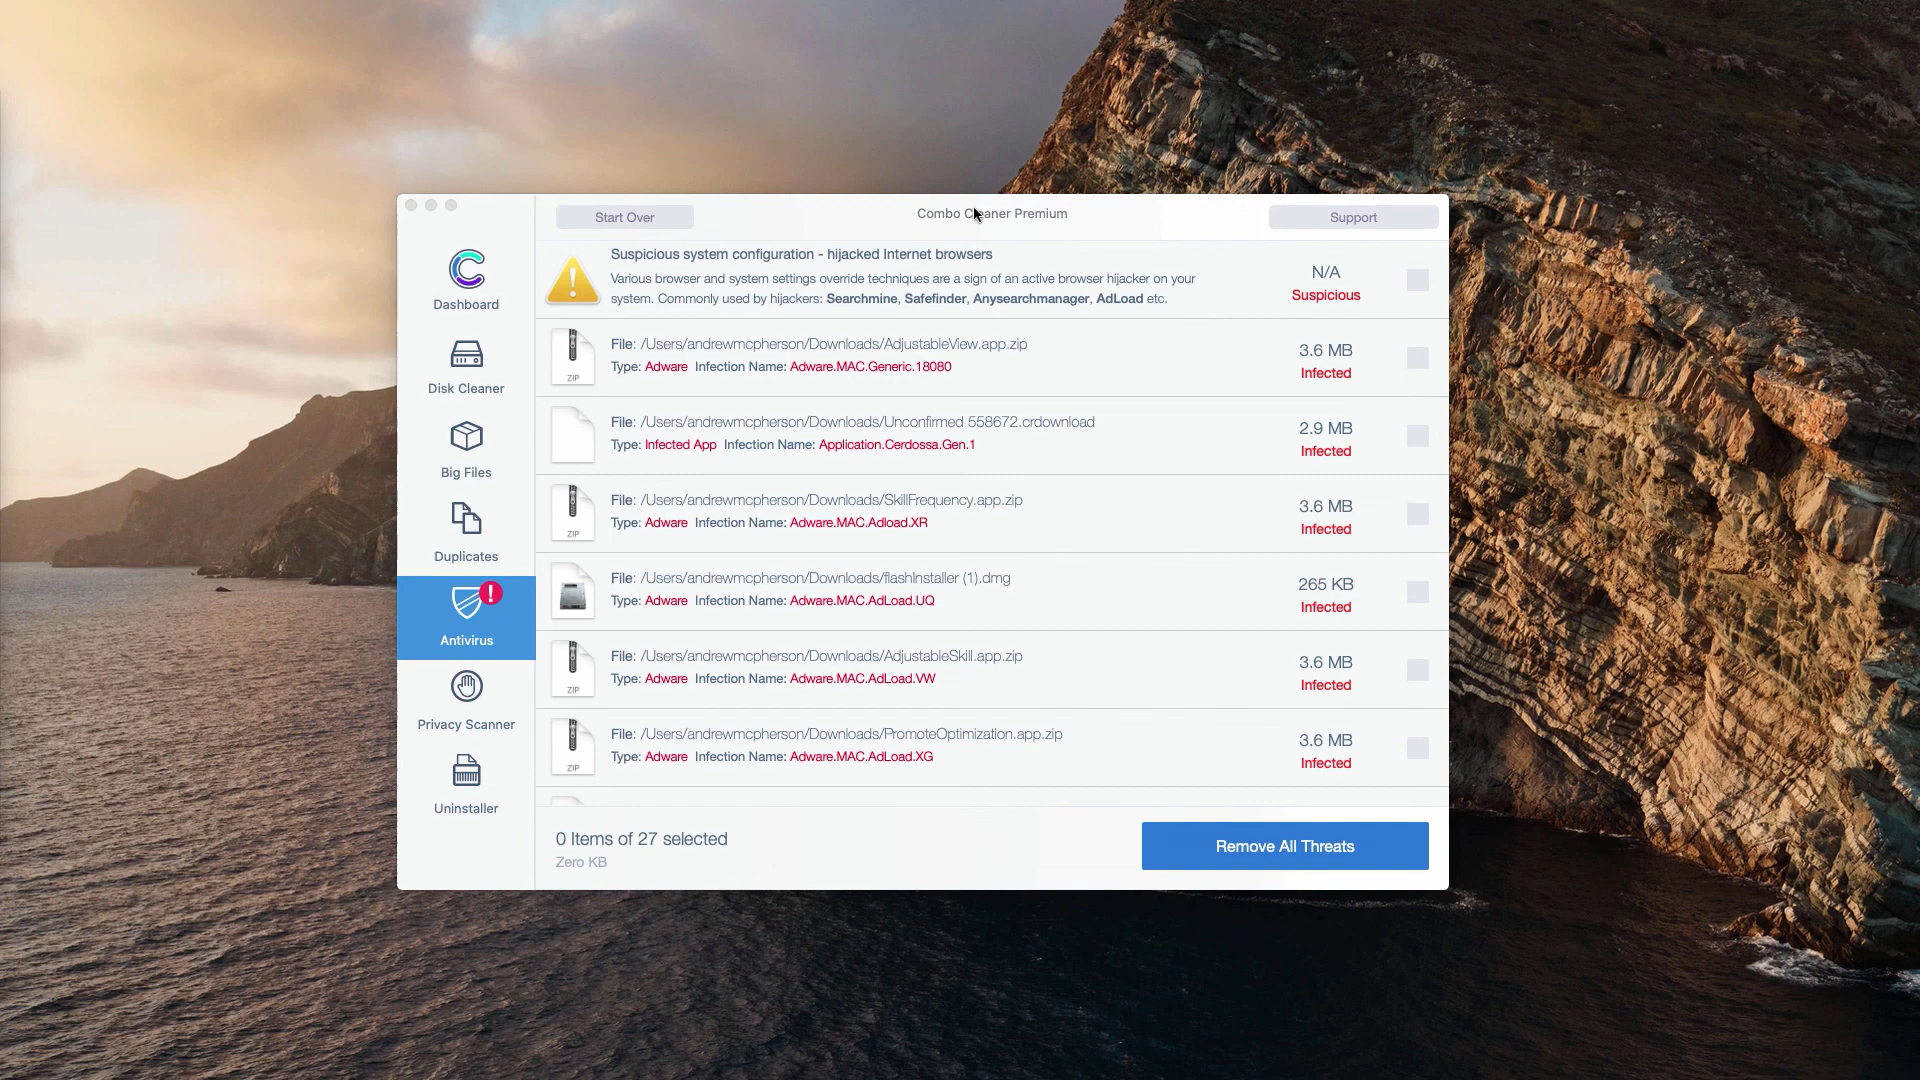 Start Over
Combo Cleaner Premium
Support
Dashboard
Disk Cleaner
Big Files
Duplicates
Antivirus
Privacy Scanner
Uninstaller
Suspicious system configuration - hijacked Internet browsers
Various browser and system settings override techniques are a sign of an active browser hijacker on your
system. Commonly used by hijackers: Searchmine, Safefinder, Anysearchmanager, AdLoad etc.
N/A
Suspicious
ZIP
File: /Users/andrewmcpherson/Downloads/AdjustableView.app.zip
Type: Adware Infection Name: Adware.MAC.Generic.18080
3.6 MB
Infected
File: /Users/andrewmcpherson/Downloads/Unconfirmed 558672.crdownload
Type: Infected App Infection Name: Application.Cerdossa.Gen.1
2.9 MB
Infected
ZIP
File: /Users/andrewmcpherson/Downloads/SkillFrequency.app.zip
Type: Adware Infection Name: Adware.MAC.Adload.XR
3.6 MB
Infected
File: /Users/andrewmcpherson/Downloads/flashInstaller (1).dmg
Type: Adware Infection Name: Adware.MAC.AdLoad.UQ
265 KB
Infected
ZIP
File: /Users/andrewmcpherson/Downloads/AdjustableSkill.app.zip
Type: Adware Infection Name: Adware.MAC.AdLoad.VW
3.6 MB
Infected
ZIP
File: /Users/andrewmcpherson/Downloads/PromoteOptimization.app.zip
Type: Adware Infection Name: Adware.MAC.AdLoad.XG
3.6 MB
Infected
0 Items of 27 selected
Zero KB
Remove All Threats